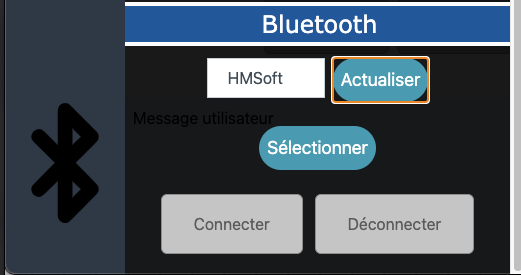 Bluetooth
HMSoft Actualiser
Message utilisateur
Sélectionner
Connecter Déconnecter